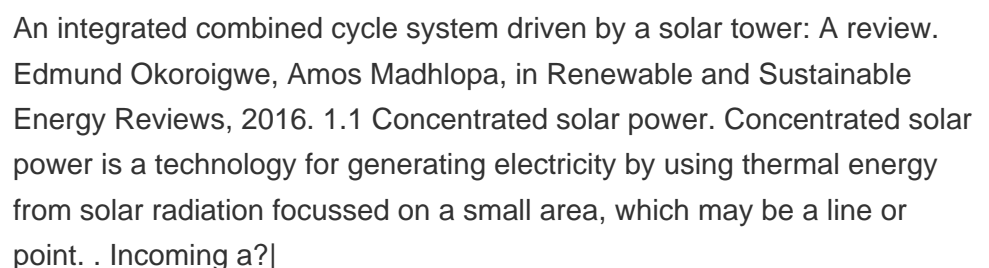 An integrated combined cycle system driven by a solar tower: A review.
Edmund Okoroigwe, Amos Madhlopa, in Renewable and Sustainable
Energy Reviews, 2016. 1.1 Concentrated solar power. Concentrated solar
power is a technology for generating electricity by using thermal energy
from solar radiation focussed on a small area, which may be a line or
point. . Incoming a?|